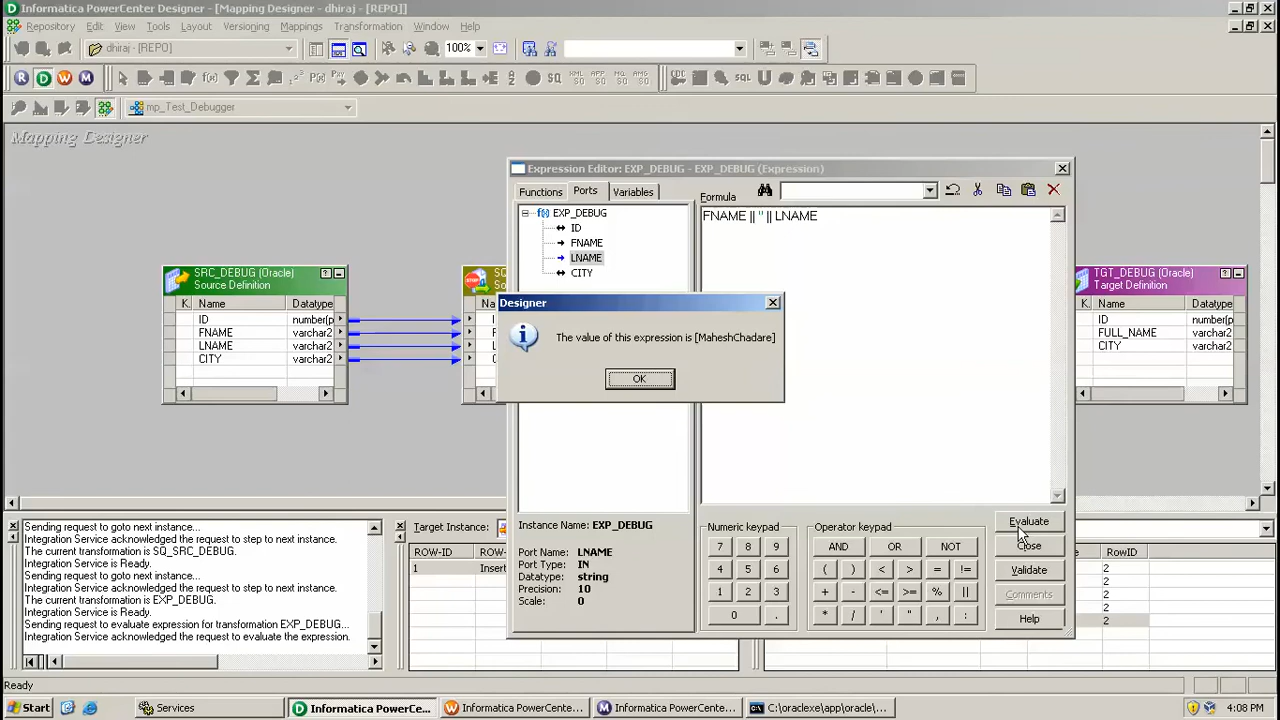 Informatica PowerCenter Designer - [Mapping Designer - dhiraj - [REPO]]
Repository Edit View Tools Layout Versioning Mappings Transformation Window Help
dhiraj - [REPO]
100%
R D W M
mp_Test_Debugger
Mapping Designer
SRC_DEBUG (Oracle)
Source Definition
K. Name Datatype
ID number(p
FNAME varchar2
LNAME varchar2
CITY varchar2
Expression Editor: EXP_DEBUG - EXP_DEBUG (Expression)
Functions Ports Variables
Formula
EXP_DEBUG
ID
FNAME
LNAME
CITY
FNAME || '' || LNAME
Designer
The value of this expression is [MaheshChadare]
OK
TGT_DEBUG (Oracle)
Target Definition
K. Name Datatype
ID number(p
FULL_NAME varchar2
CITY varchar2
Instance Name: EXP_DEBUG
Port Name: LNAME
Port Type: IN
Datatype: string
Precision: 10
Scale: 0
Numeric keypad
7 8 9
4 5 6
1 2 3
0 .
Operator keypad
AND OR NOT
( ) < > = !=
+ - <= >= % ||
* / ' " , :
Evaluate
Close
Validate
Comments
Help
Sending request to goto next instance...
Integration Service acknowledged the request to step to next instance.
The current transformation is SQ_SRC_DEBUG.
Integration Service is Ready.
Sending request to goto next instance...
Integration Service acknowledged the request to step to next instance.
The current transformation is EXP_DEBUG.
Integration Service is Ready.
Sending request to evaluate expression for transformation EXP_DEBUG...
Integration Service acknowledged the request to evaluate the expression.
Target Instance:
ROW-ID ROW-
1 Insert
RowID
2
2
2
2
Ready
Start
Services
Informatica PowerCe...
Informatica PowerCente...
Informatica PowerCente...
C:\oraclexe\app\oracle\...
4:08 PM